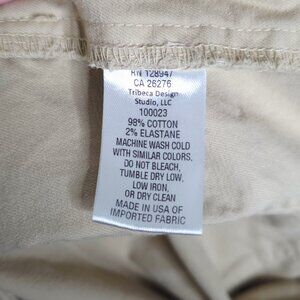 RN 128947
CA 26276
Tribeca Design
Studio, LLC
100023
98% COTTON
2% ELASTANE
MACHINE WASH COLD
WITH SIMILAR COLORS,
DO NOT BLEACH,
TUMBLE DRY LOW,
LOW IRON,
OR DRY CLEAN
MADE IN USA OF
IMPORTED FABRIC